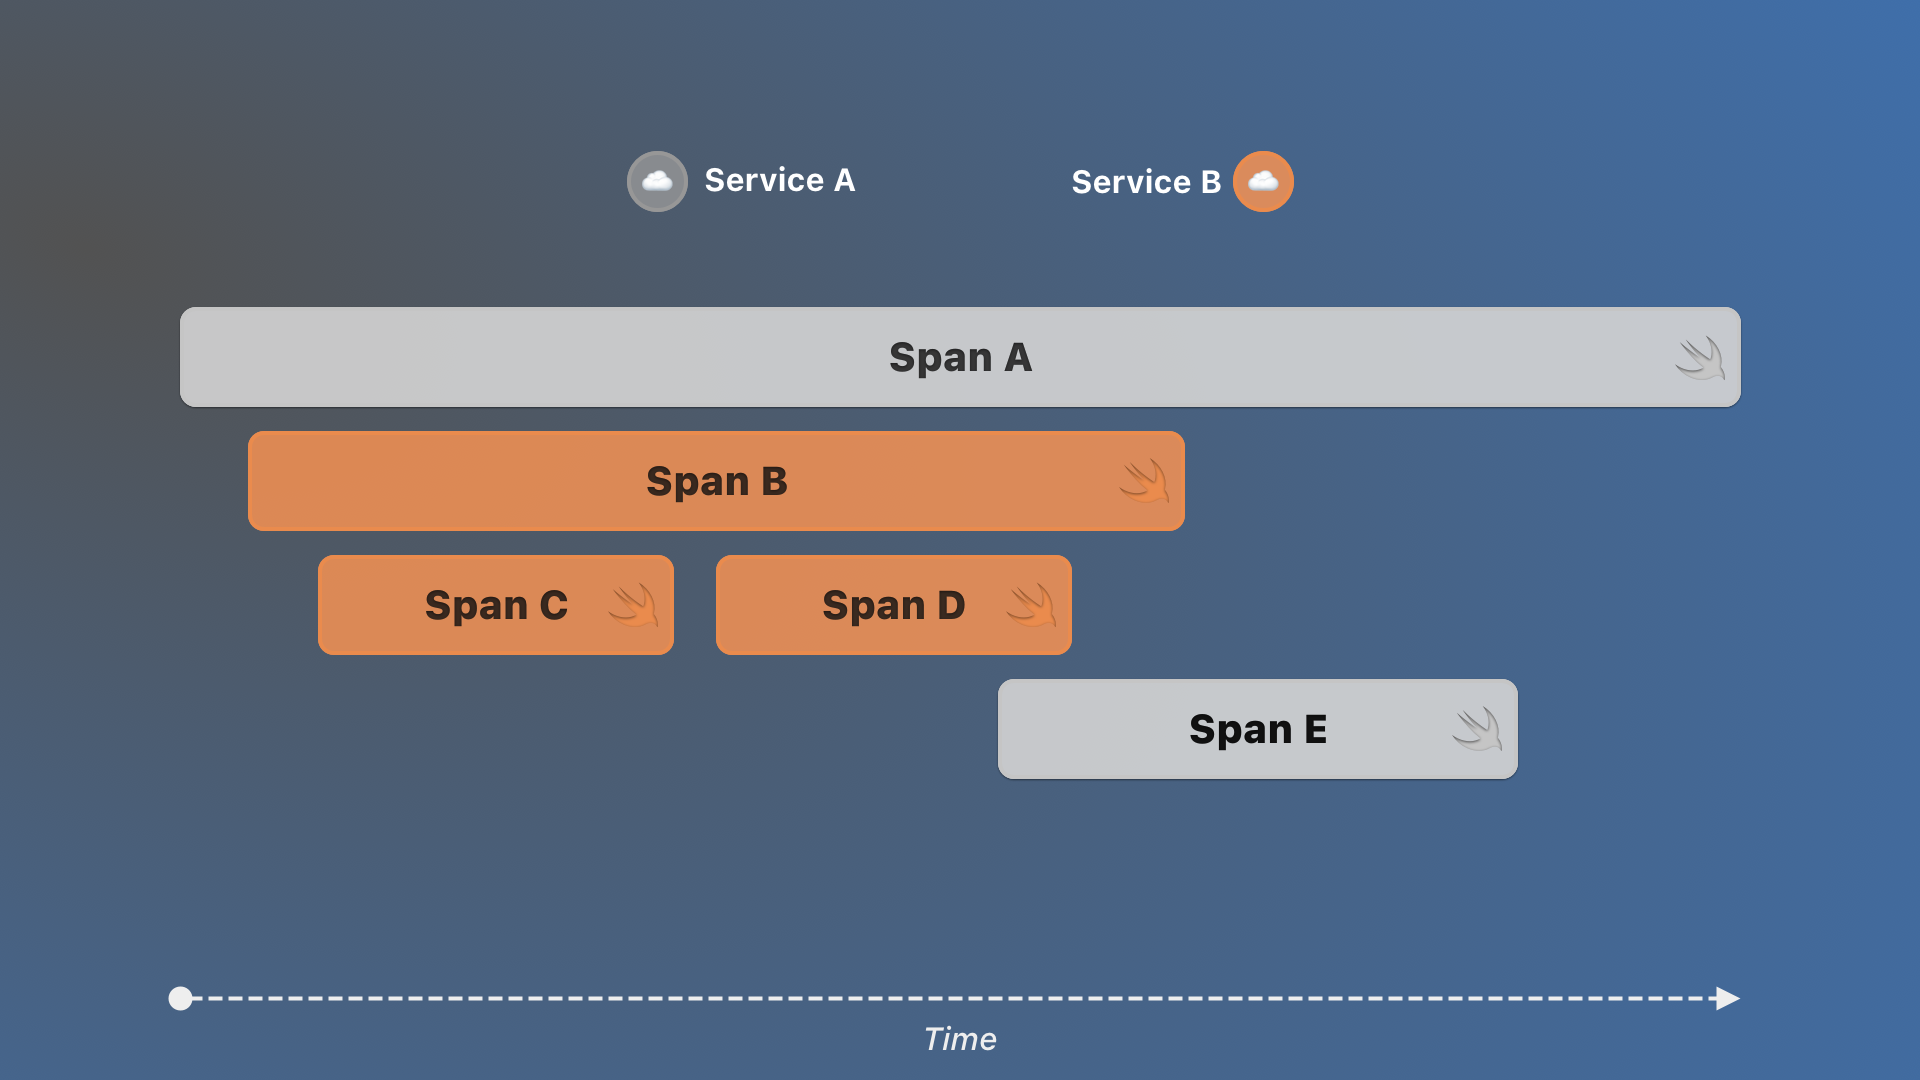 Service A
Service B
Span A
Span B
Span C
Span D
Span E
Time